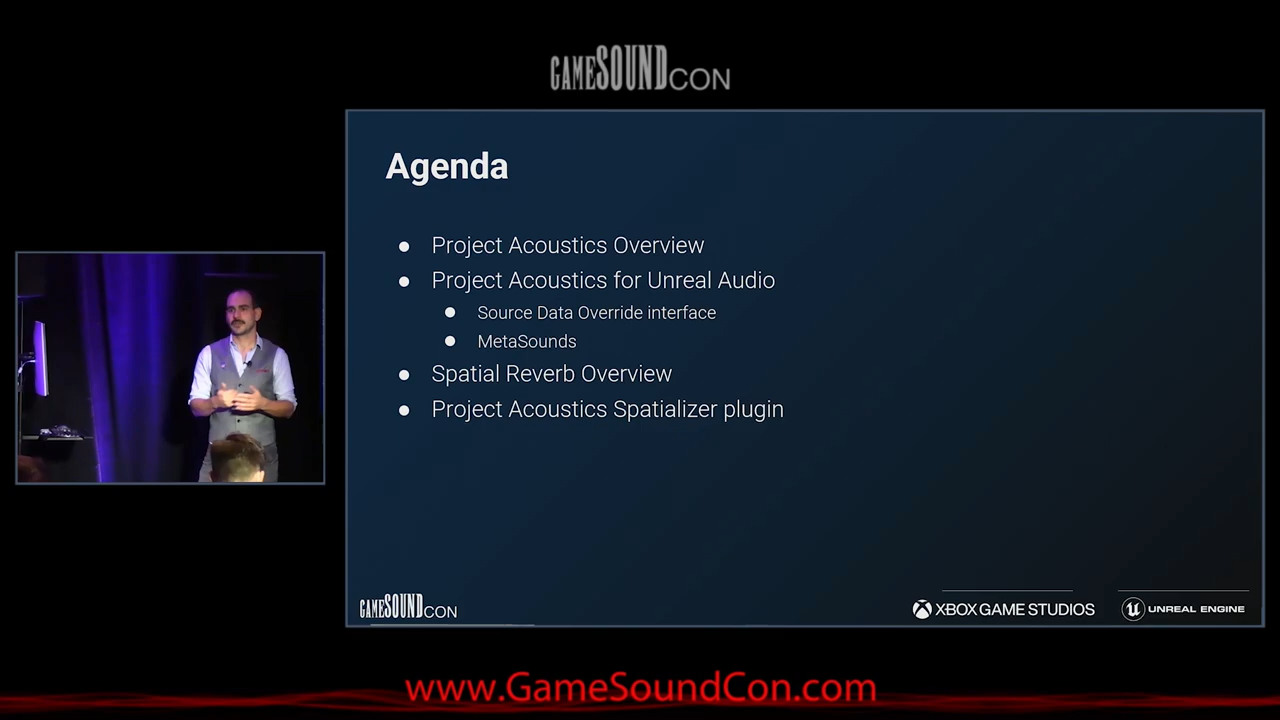 GAMESOUNDCON
Agenda
● Project Acoustics Overview
● Project Acoustics for Unreal Audio
● Source Data Override interface
● MetaSounds
● Spatial Reverb Overview
● Project Acoustics Spatializer plugin
GAMESOUNDCON
XBOX GAME STUDIOS
UNREAL ENGINE
www.GameSoundCon.com